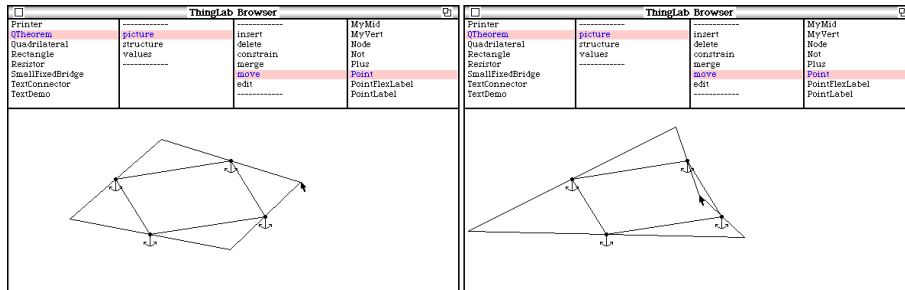 ThingLab Browser
Printer
QTheorem
Quadrilateral
Rectangle
Resistor
SmallFixedBridge
TextConnector
TextDemo
------------
picture
structure
values
------------
------------
insert
delete
constrain
merge
move
edit
------------
MyMid
MyVert
Node
Not
Plus
Point
PointFlexLabel
PointLabel
ThingLab Browser
Printer
QTheorem
Quadrilateral
Rectangle
Resistor
SmallFixedBridge
TextConnector
TextDemo
------------
picture
structure
values
------------
------------
insert
delete
constrain
merge
move
edit
------------
MyMid
MyVert
Node
Not
Plus
Point
PointFlexLabel
PointLabel